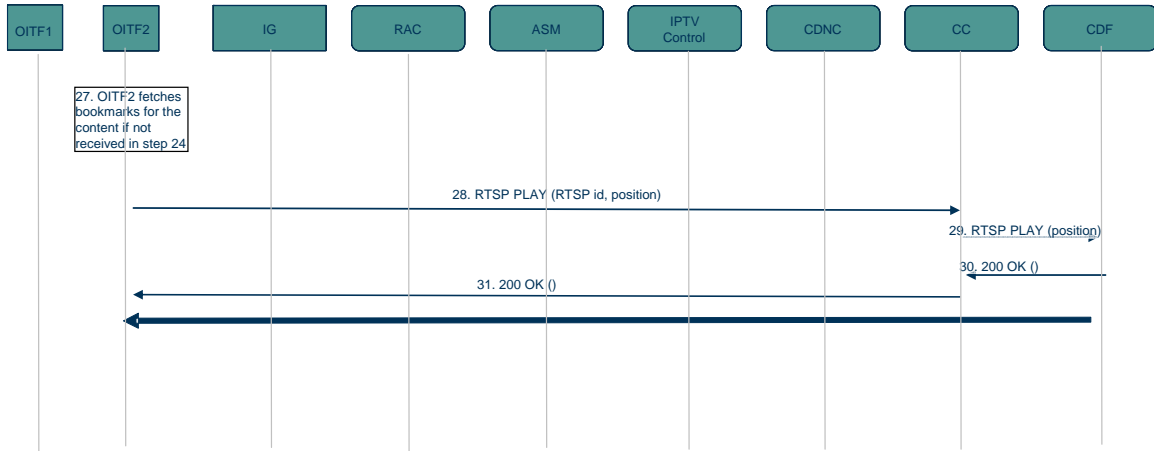 OITF1
OITF2
IG
RAC
ASM
IPTV
Control
CDNC
CC
CDF
27. OITF2 fetches
bookmarks for the
content if not
received in step 24
28. RTSP PLAY (RTSP id, position)
29. RTSP PLAY (position)
30. 200 OK ()
31. 200 OK ()